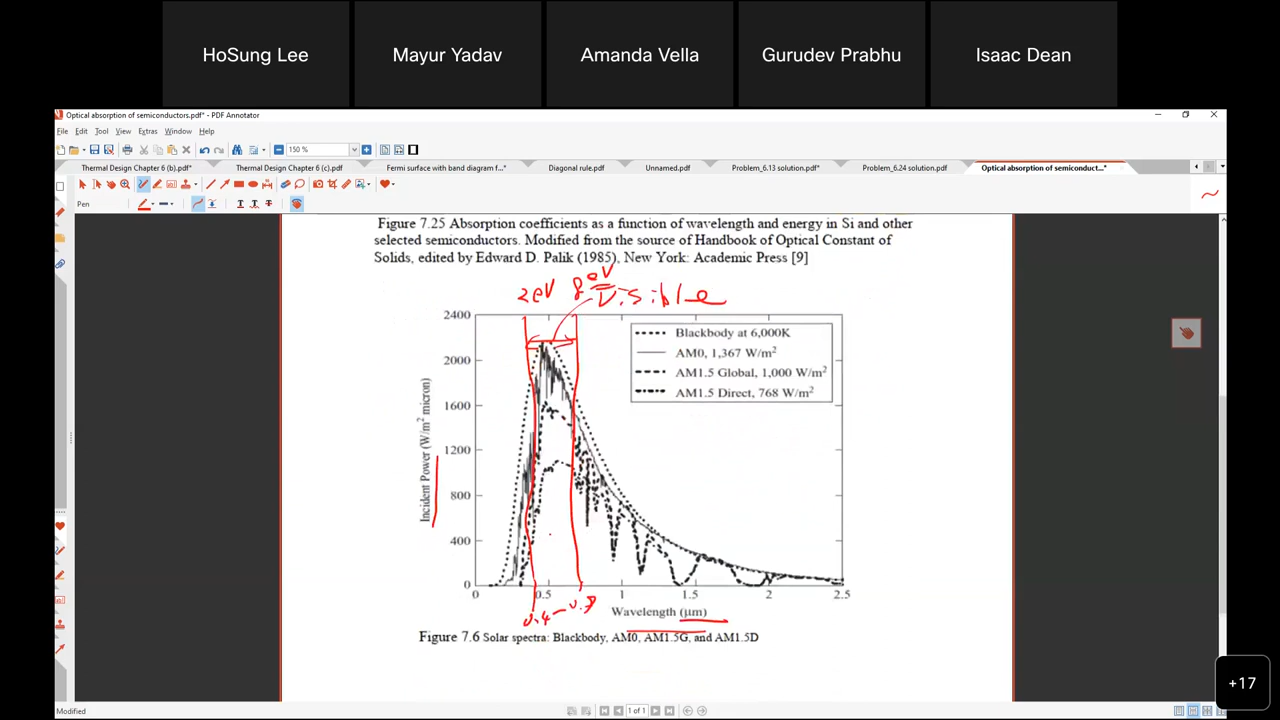 HoSung Lee
Mayur Yadav
Amanda Vella
Gurudev Prabhu
Isaac Dean
Optical absorption of semiconductors.pdf* - PDF Annotator
File Edit Tool View Extras Window Help
150 %
Thermal Design Chapter 6 (b).pdf*
Thermal Design Chapter 6 (c).pdf
Fermi surface with band diagram f...*
Diagonal rule.pdf
Unnamed.pdf
Problem_6.13 solution.pdf*
Problem_6.24 solution.pdf
Optical absorption of semiconduct...*
Pen
Figure 7.25 Absorption coefficients as a function of wavelength and energy in Si and other
selected semiconductors. Modified from the source of Handbook of Optical Constant of
Solids, edited by Edward D. Palik (1985), New York: Academic Press [9]
2eV 8eV
Visible
2400
2000
1600
1200
800
400
0
Incident Power (W/m² micron)
Blackbody at 6,000K
AM0, 1,367 W/m²
AM1.5 Global, 1,000 W/m²
AM1.5 Direct, 768 W/m²
0 0.5 1 1.5 2 2.5
0.4 –
Wavelength (μm)
Figure 7.6 Solar spectra: Blackbody, AM0, AM1.5G, and AM1.5D
+17
Modified
1 of 1